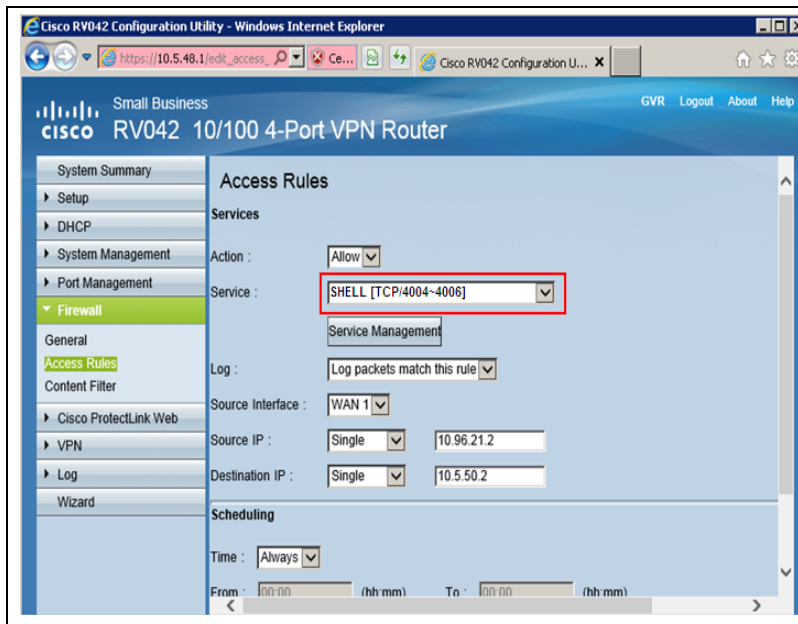 Cisco RV042 Configuration Utility - Windows Internet Explorer
https://10.5.48.1/edit_access_ Ce... Cisco RV042 Configuration U... X
Small Business
GVR Logout About Help
CISCO RV042 10/100 4-Port VPN Router
System Summary
Setup
DHCP
System Management
Port Management
Firewall
General
Access Rules
Content Filter
Cisco ProtectLink Web
VPN
Log
Wizard
Access Rules
Services
Action : Allow
Service : SHELL [TCP/4004~4006]
Service Management
Log : Log packets match this rule
Source Interface : WAN 1
Source IP : Single 10.96.21.2
Destination IP : Single 10.5.50.2
Scheduling
Time : Always
From : 00:00 (hh:mm) To : 00:00 (hh:mm)